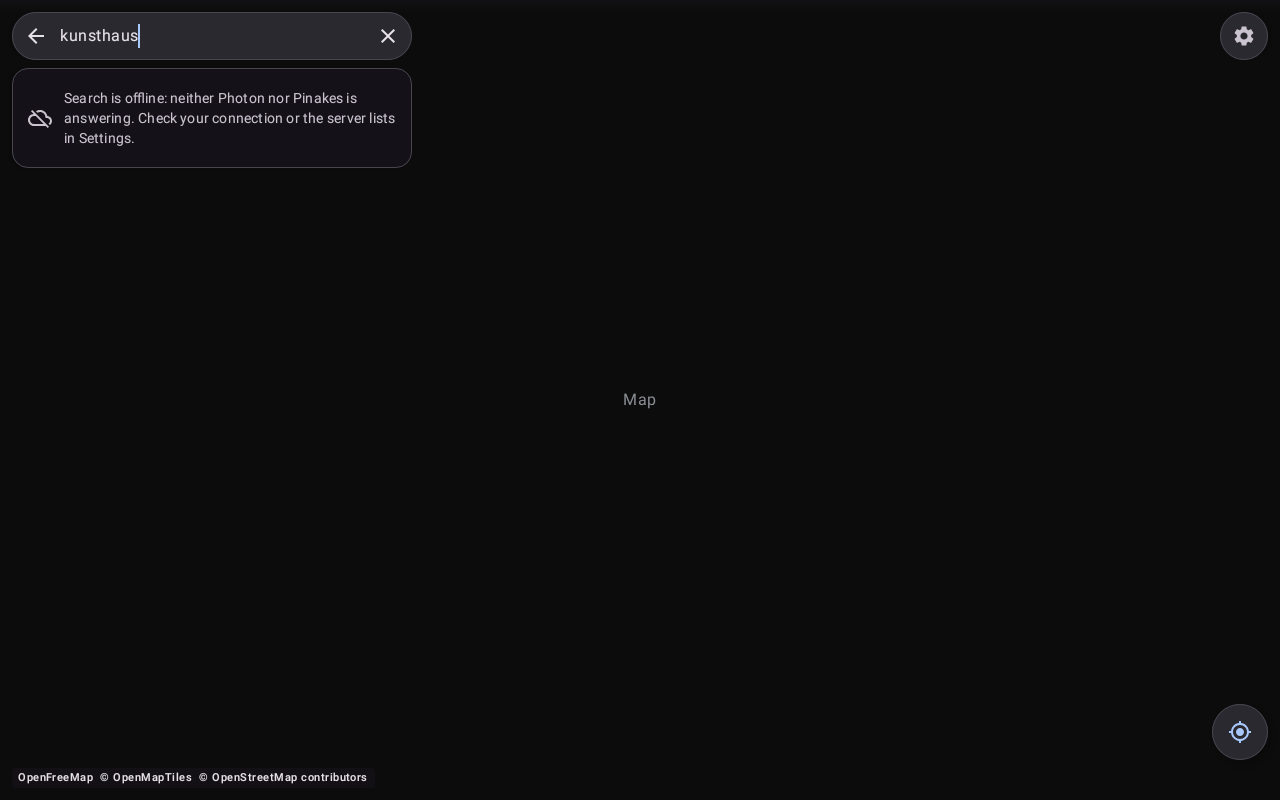 kunsthaus
Search is offline: neither Photon nor Pinakes is
answering. Check your connection or the server lists
in Settings.
Map
OpenFreeMap © OpenMapTiles © OpenStreetMap contributors